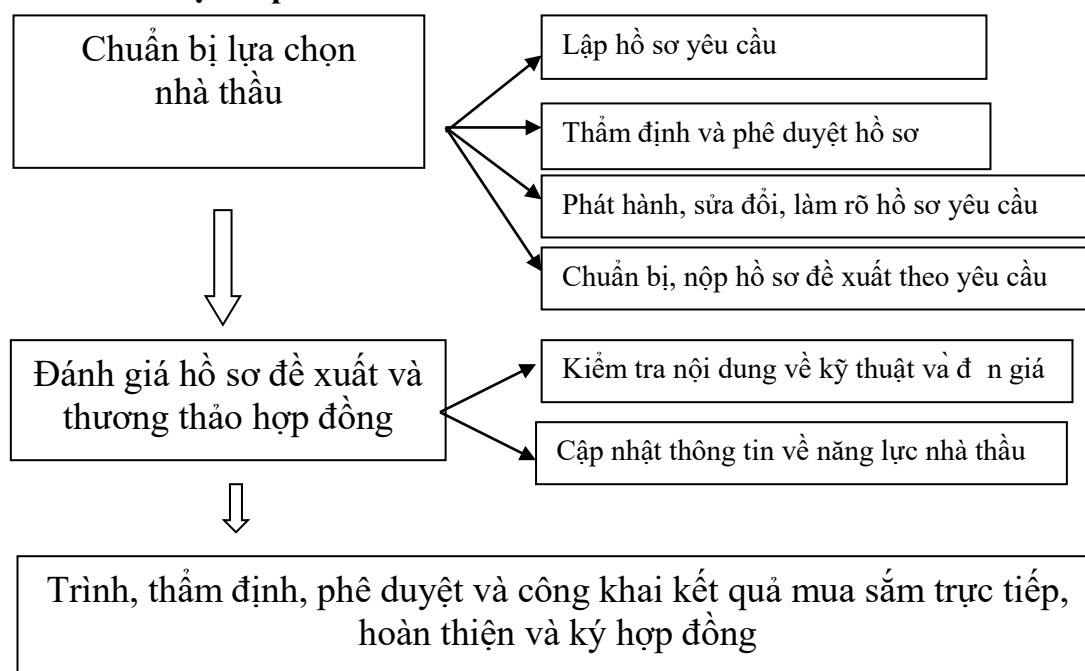 Chuẩn bị lựa chọn
nhà thầu
Lập hồ sơ yêu cầu
Thẩm định và phê duyệt hồ sơ
Phát hành, sửa đổi, làm rõ hồ sơ yêu cầu
Chuẩn bị, nộp hồ sơ đề xuất theo yêu cầu
Đánh giá hồ sơ đề xuất và
thương thảo hợp đồng
Kiểm tra nội dung về kỹ thuật và đ n giá
Cập nhật thông tin về năng lực nhà thầu
Trình, thẩm định, phê duyệt và công khai kết quả mua sắm trực tiếp,
hoàn thiện và ký hợp đồng